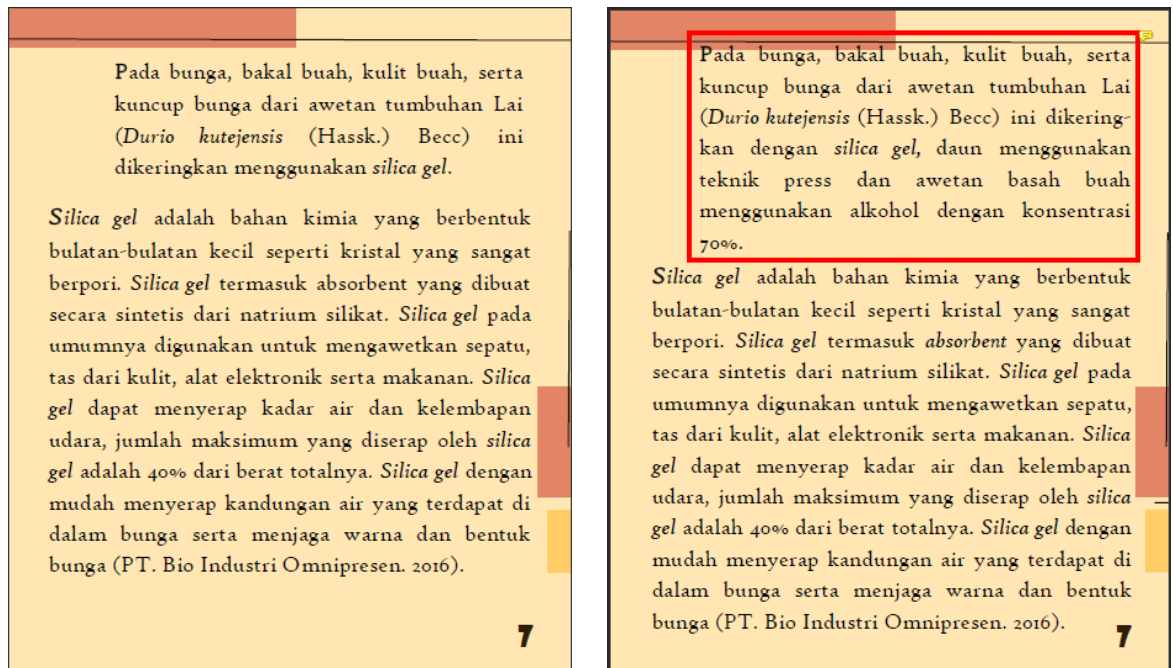 Pada bunga, bakal buah, kulit buah, serta
kuncup bunga dari awetan tumbuhan Lai
(Durio kutejensis (Hassk.) Becc) ini
dikeringkan menggunakan silica gel.
Silica gel adalah bahan kimia yang berbentuk
bulatan-bulatan kecil seperti kristal yang sangat
berpori. Silica gel termasuk absorbent yang dibuat
secara sintetis dari natrium silikat. Silica gel pada
umumnya digunakan untuk mengawetkan sepatu,
tas dari kulit, alat elektronik serta makanan. Silica
gel dapat menyerap kadar air dan kelembapan
udara, jumlah maksimum yang diserap oleh silica
gel adalah 40% dari berat totalnya. Silica gel dengan
mudah menyerap kandungan air yang terdapat di
dalam bunga serta menjaga warna dan bentuk
bunga (PT. Bio Industri Omnipresen. 2016).
7
Pada bunga, bakal buah, kulit buah, serta
kuncup bunga dari awetan tumbuhan Lai
(Durio kutejensis (Hassk.) Becc) ini dikering-
kan dengan silica gel, daun menggunakan
teknik press dan awetan basah buah
menggunakan alkohol dengan konsentrasi
70%.
Silica gel adalah bahan kimia yang berbentuk
bulatan-bulatan kecil seperti kristal yang sangat
berpori. Silica gel termasuk absorbent yang dibuat
secara sintetis dari natrium silikat. Silica gel pada
umumnya digunakan untuk mengawetkan sepatu,
tas dari kulit, alat elektronik serta makanan. Silica
gel dapat menyerap kadar air dan kelembapan
udara, jumlah maksimum yang diserap oleh silica
gel adalah 40% dari berat totalnya. Silica gel dengan
mudah menyerap kandungan air yang terdapat di
dalam bunga serta menjaga warna dan bentuk
bunga (PT. Bio Industri Omnipresen. 2016).
7